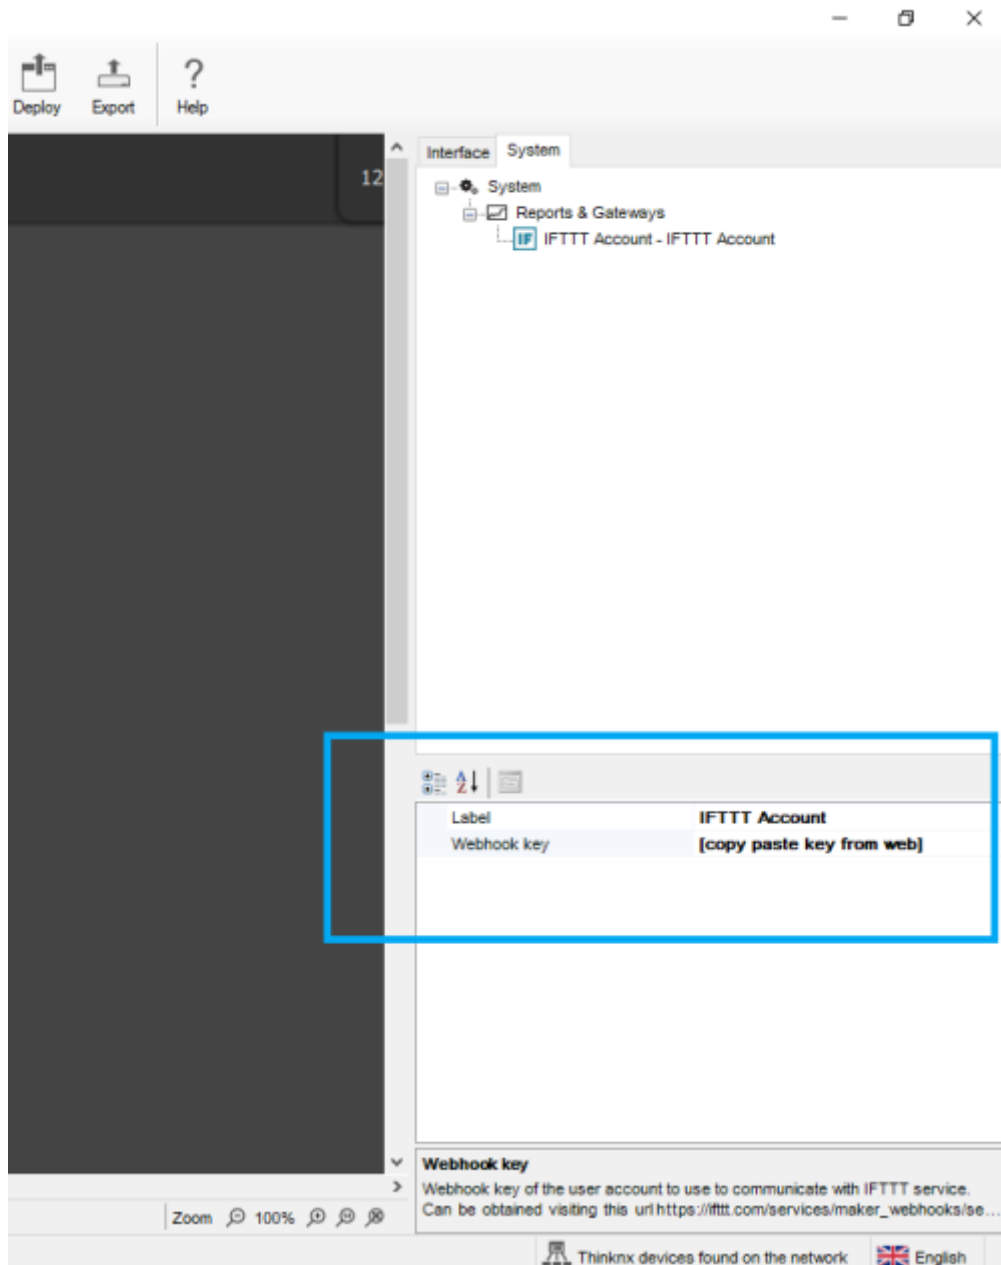 Deploy
Export
Help
12
Interface
System
System
Reports & Gateways
IF IFTTT Account - IFTTT Account
Label IFTTT Account
Webhook key [copy paste key from web]
Webhook key
Webhook key of the user account to use to communicate with IFTTT service.
Can be obtained visiting this url https://ifttt.com/services/maker_webhooks/se...
Zoom 100%
Thinknx devices found on the network English